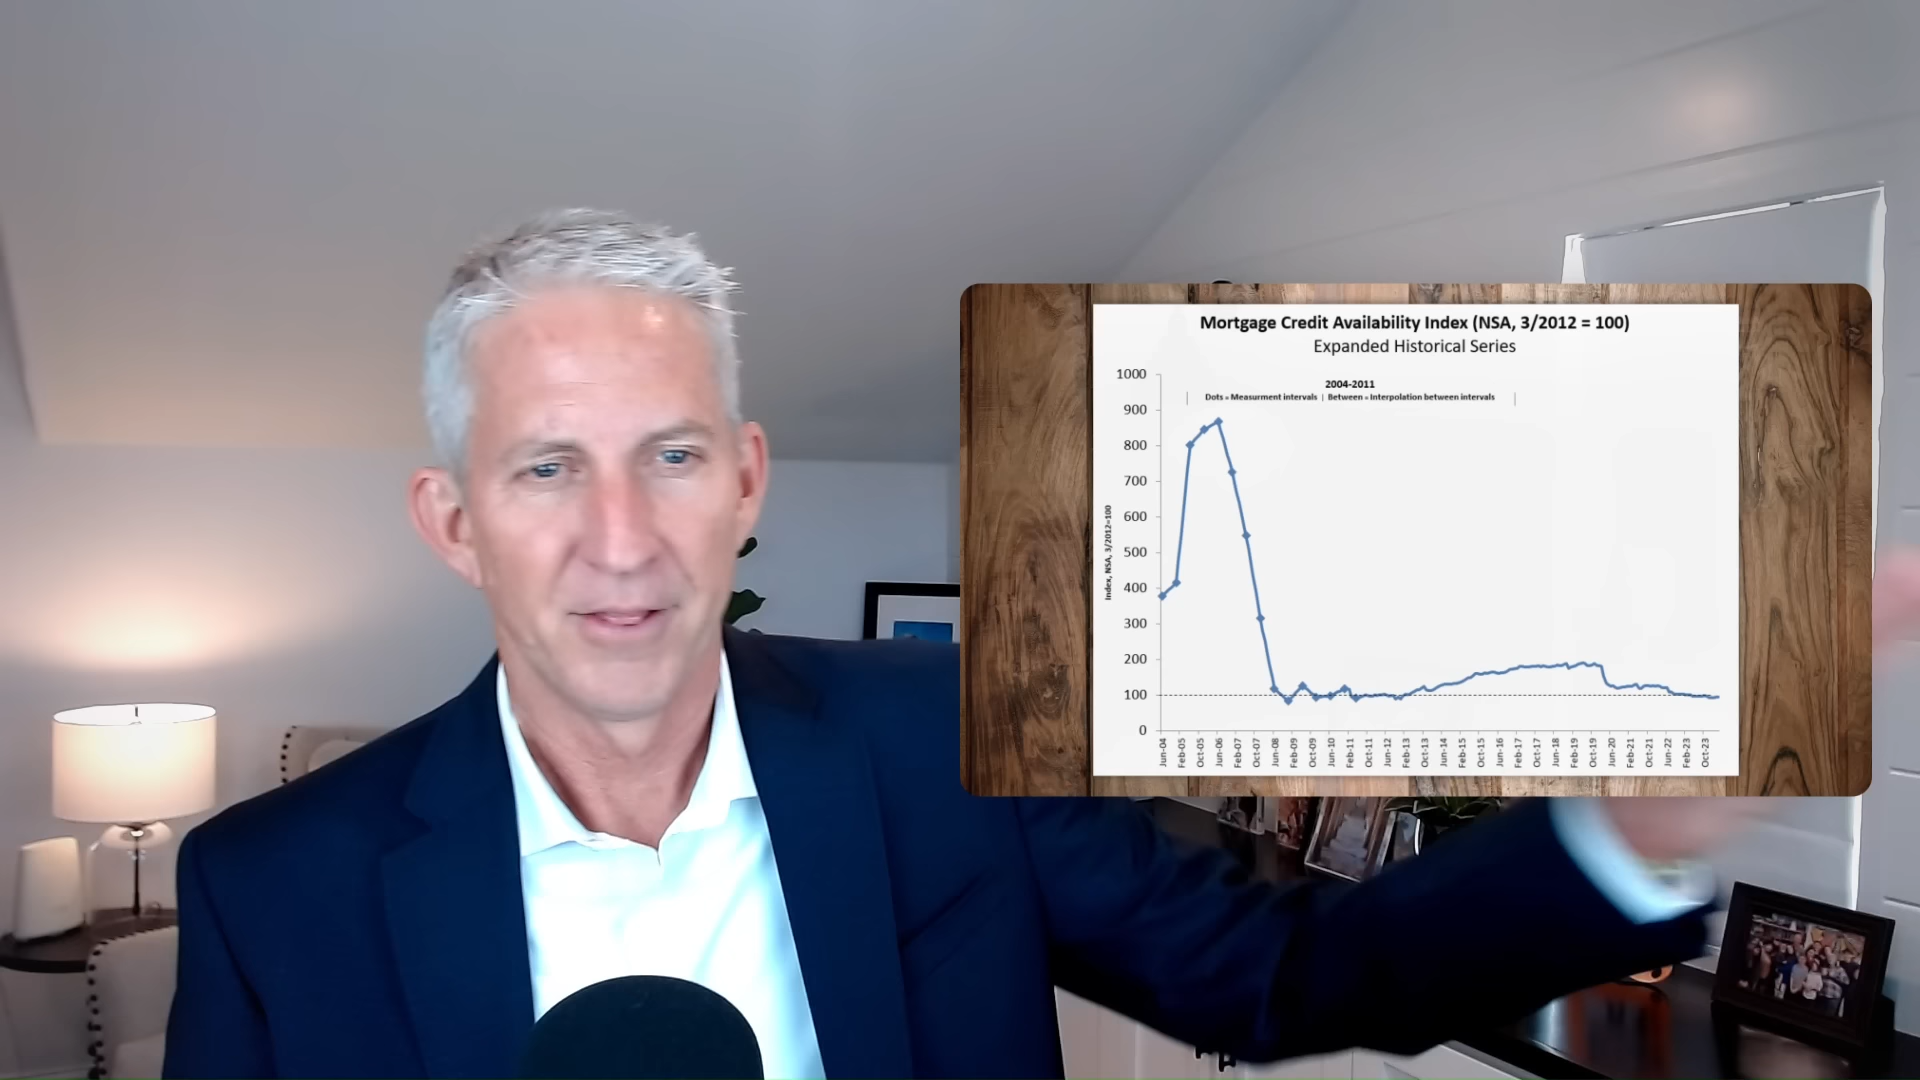 Mortgage Credit Availability Index (NSA, 3/2012 = 100)
Expanded Historical Series
2004-2011
Dots = Measurment intervals | Between = Interpolation between intervals
Index, NSA, 3/2012=100
1000
900
800
700
600
500
400
300
200
100
0
Jun-04
Feb-05
Oct-05
Jun-06
Feb-07
Oct-07
Jun-08
Feb-09
Oct-09
Jun-10
Feb-11
Oct-11
Jun-12
Feb-13
Oct-13
Jun-14
Feb-15
Oct-15
Jun-16
Feb-17
Oct-17
Jun-18
Feb-19
Oct-19
Jun-20
Feb-21
Oct-21
Jun-22
Feb-23
Oct-23